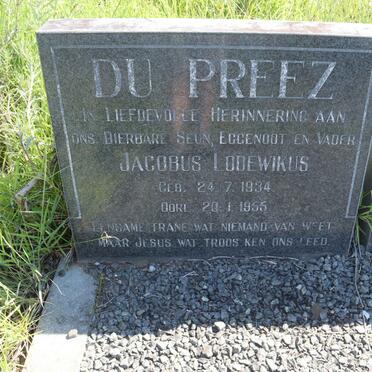 DU PREEZ
IN LIEFDEVOLLE HERINNERING AAN
ONS DIERBARE SEUN, EGGENOOT EN VADER
JACOBUS LODEWIKUS
GEB. 24.7.1934
OORL. 20.1.1955
EENSAME TRANE WAT NIEMAND VAN WEET
MAAR JESUS WAT TROOS KEN ONS LEED.